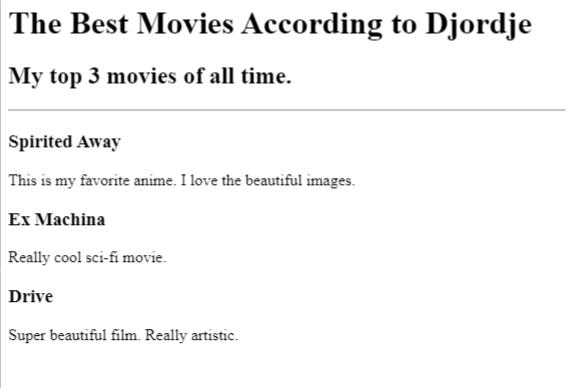 The Best Movies According to Djordje
My top 3 movies of all time.
Spirited Away
This is my favorite anime. I love the beautiful images.
Ex Machina
Really cool sci-fi movie.
Drive
Super beautiful film. Really artistic.